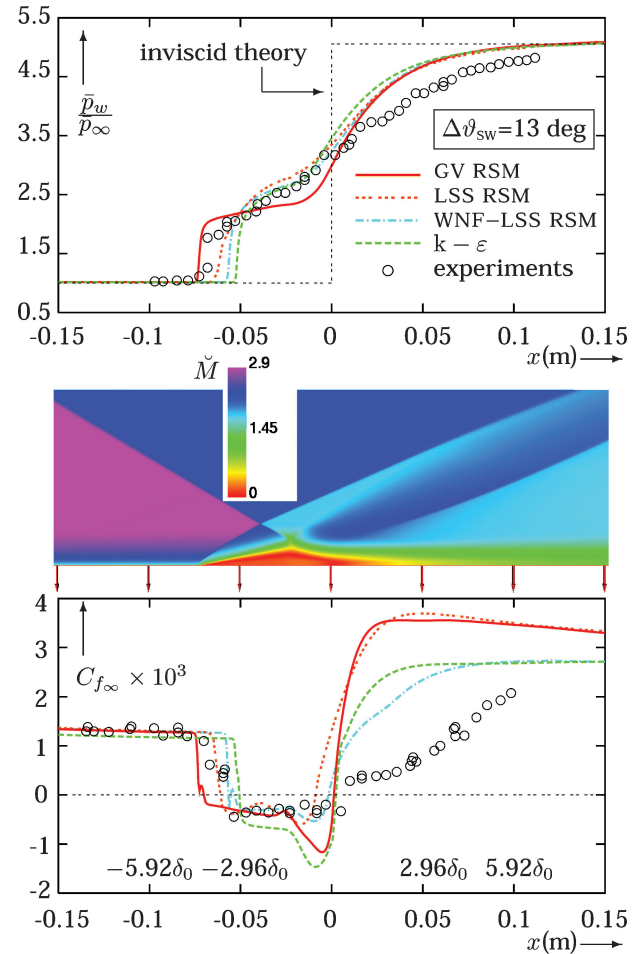 5.5
inviscid theory
4.5
p̄w / p̄∞
3.5
ΔϑSW=13 deg
GV RSM
2.5
LSS RSM
WNF–LSS RSM
k − ε
1.5
experiments
0.5
-0.15 -0.1 -0.05 0 0.05 0.1 0.15
x(m)
M̆ 2.9
1.45
0
4
3
Cf∞ × 10³
2
1
0
-1
−5.92δ0 −2.96δ0 2.96δ0 5.92δ0
-2
-0.15 -0.1 -0.05 0 0.05 0.1 0.15
x(m)